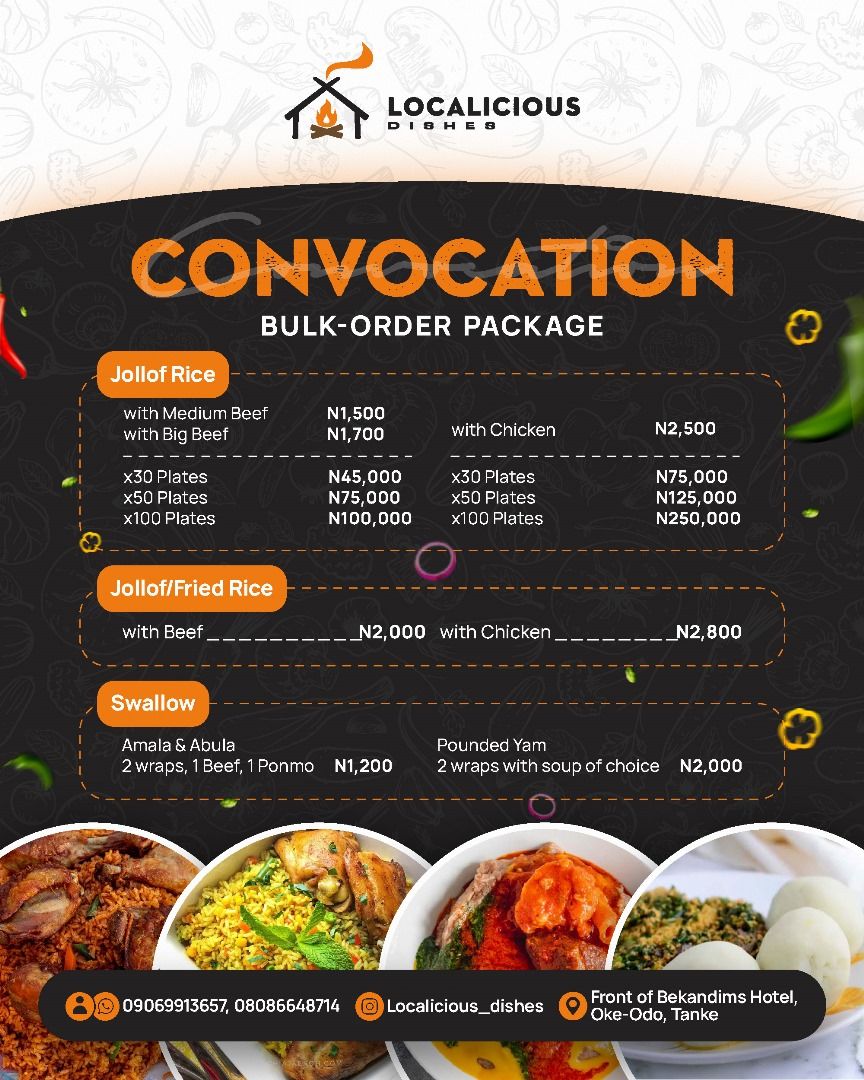 LOCALICIOUS
DISHES
CONVOCATION
BULK-ORDER PACKAGE
Jollof Rice
with Medium Beef N1,500
with Big Beef N1,700
with Chicken N2,500
x30 Plates N45,000
x50 Plates N75,000
x100 Plates N100,000
x30 Plates N75,000
x50 Plates N125,000
x100 Plates N250,000
Jollof/Fried Rice
with Beef__________N2,000 with Chicken________N2,800
Swallow
Amala & Abula
2 wraps, 1 Beef, 1 Ponmo N1,200
Pounded Yam
2 wraps with soup of choice N2,000
09069913657, 08086648714
Localicious_dishes
Front of Bekandims Hotel,
Oke-Odo, Tanke